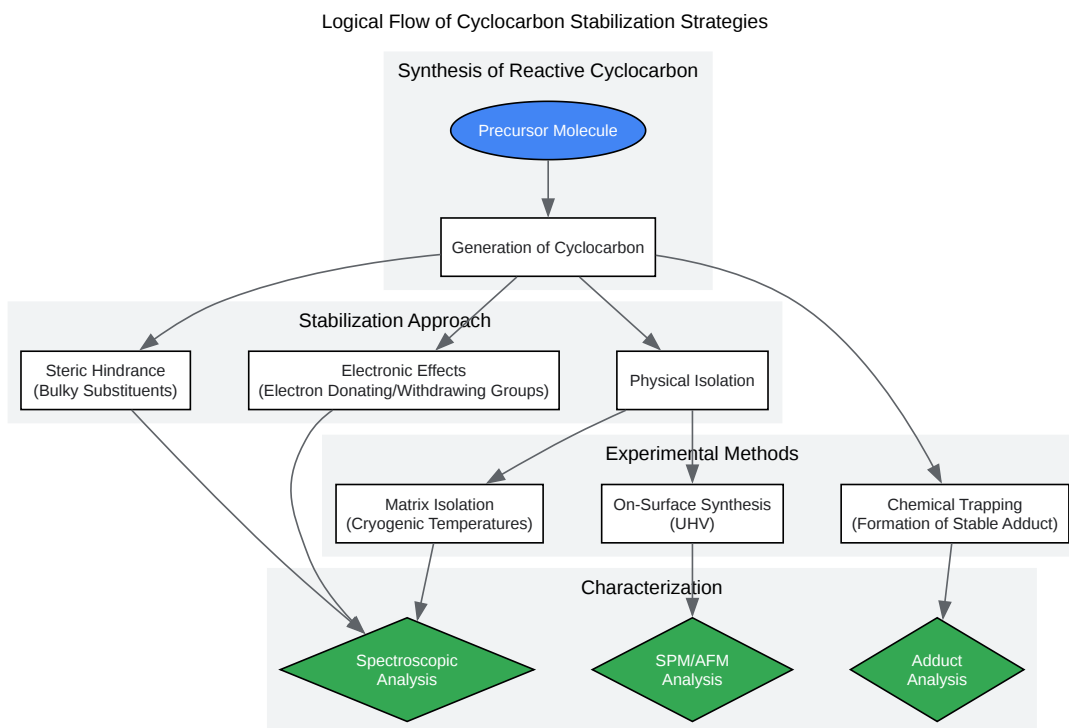 Logical Flow of Cyclocarbon Stabilization Strategies
Synthesis of Reactive Cyclocarbon
Precursor Molecule
Generation of Cyclocarbon
Stabilization Approach
Steric Hindrance
(Bulky Substituents)
Electronic Effects
(Electron Donating/Withdrawing Groups)
Physical Isolation
Experimental Methods
Matrix Isolation
(Cryogenic Temperatures)
On-Surface Synthesis
(UHV)
Chemical Trapping
(Formation of Stable Adduct)
Characterization
Spectroscopic
Analysis
SPM/AFM
Analysis
Adduct
Analysis